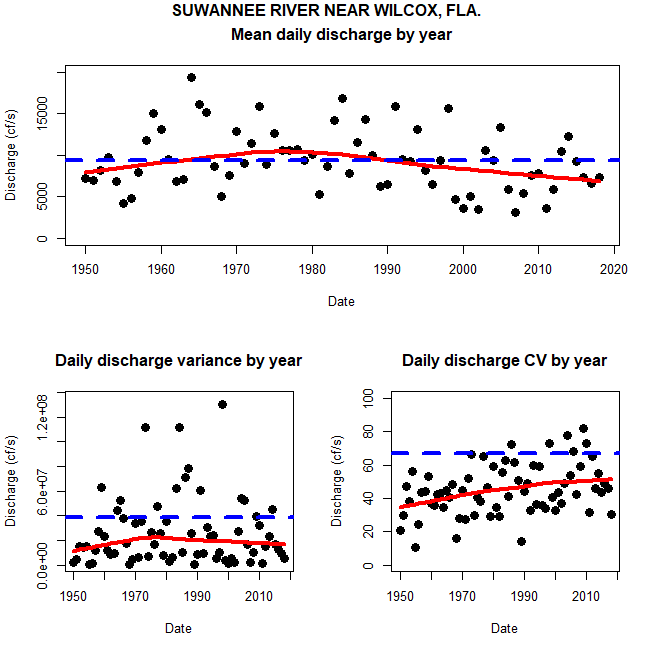 SUWANNEE RIVER NEAR WILCOX, FLA.
Mean daily discharge by year
Discharge (cf/s)
15000
5000
0
1950 1960 1970 1980 1990 2000 2010 2020
Date
Daily discharge variance by year
Discharge (cf/s)
1.2e+08
6.0e+07
0.0e+00
1950 1970 1990 2010
Date
Daily discharge CV by year
Discharge (cf/s)
100
80
60
40
20
0
1950 1970 1990 2010
Date